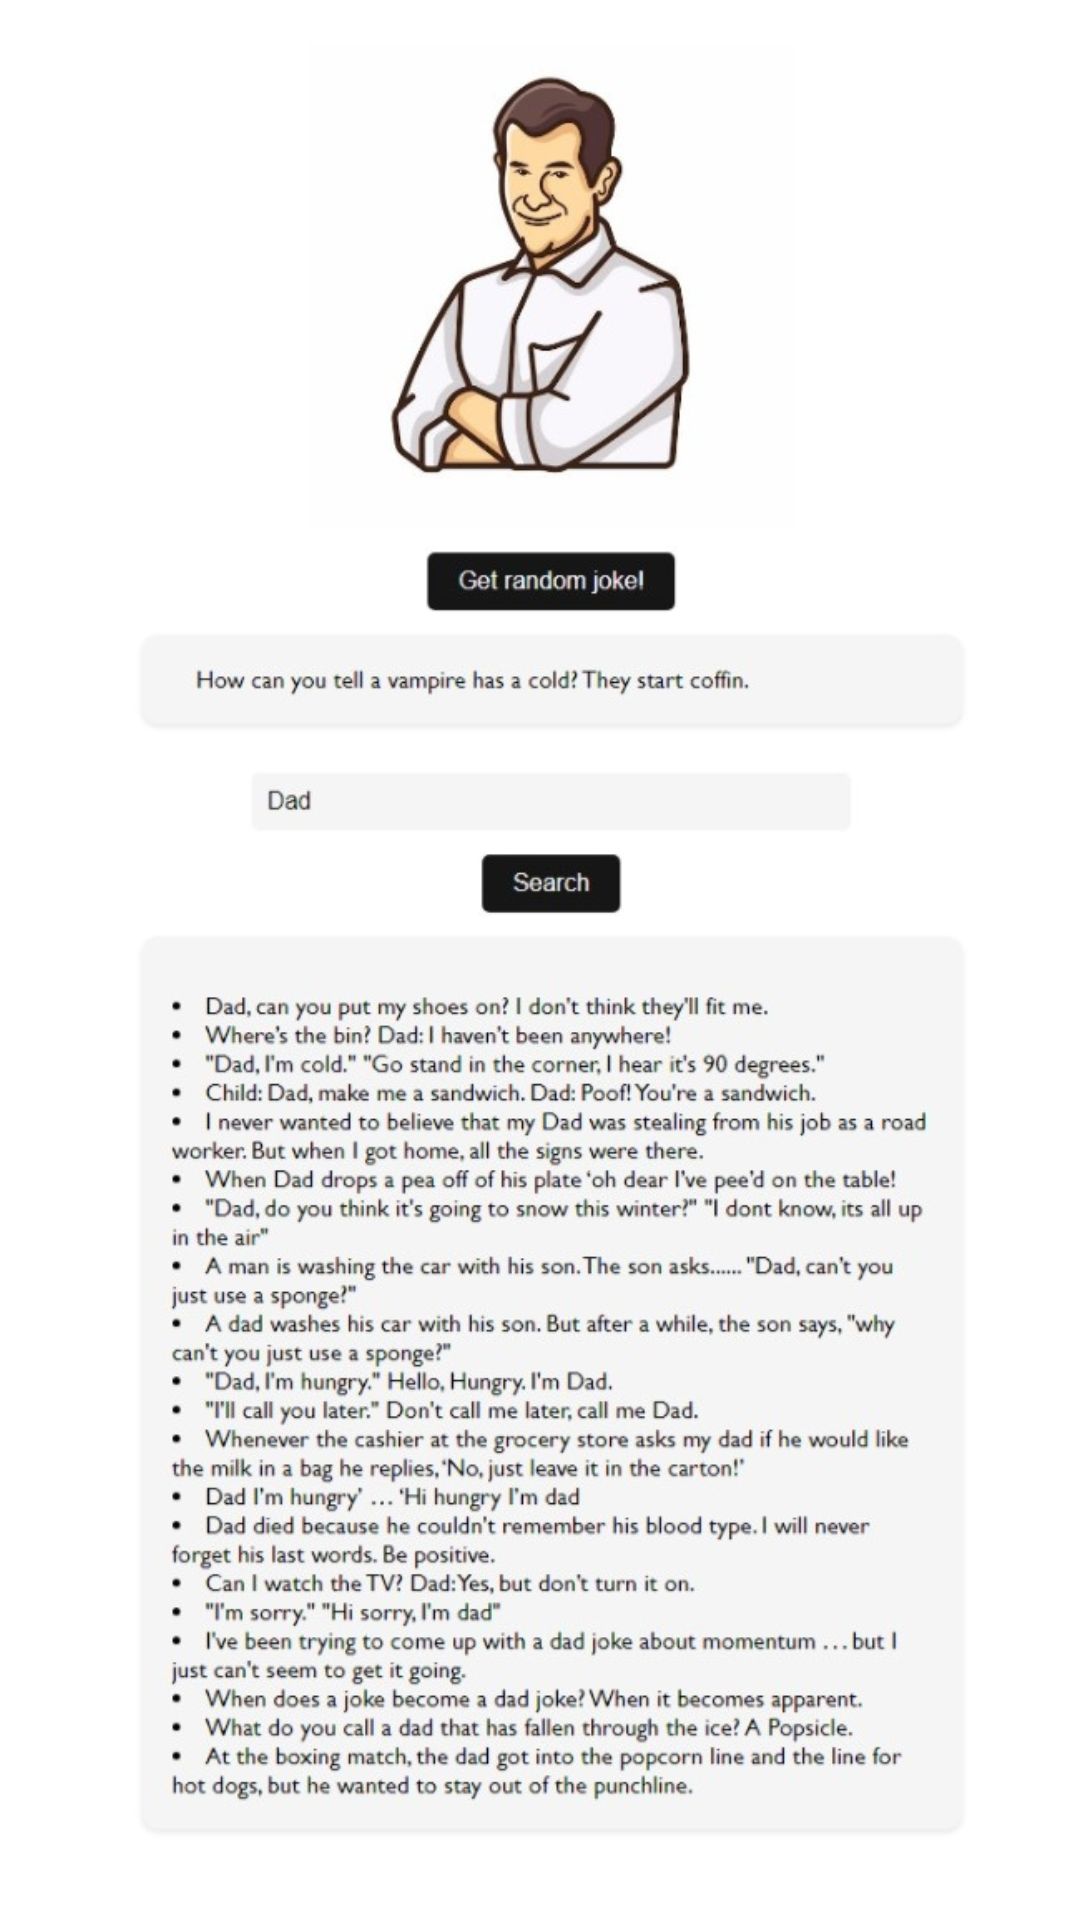 Get random joke!
How can you tell a vampire has a cold? They start coffin.
Dad
Search
• Dad, can you put my shoes on? I don't think they'll fit me.
• Where's the bin? Dad: I haven't been anywhere!
• "Dad, I'm cold." "Go stand in the corner, I hear it's 90 degrees."
• Child: Dad, make me a sandwich. Dad: Poof! You're a sandwich.
• I never wanted to believe that my Dad was stealing from his job as a road
worker. But when I got home, all the signs were there.
• When Dad drops a pea off of his plate ‘oh dear I've pee'd on the table!
• "Dad, do you think it's going to snow this winter?" "I dont know, its all up
in the air"
• A man is washing the car with his son. The son asks...... "Dad, can't you
just use a sponge?"
• A dad washes his car with his son. But after a while, the son says, "why
can't you just use a sponge?"
• "Dad, I'm hungry." Hello, Hungry. I'm Dad.
• "I'll call you later." Don't call me later, call me Dad.
• Whenever the cashier at the grocery store asks my dad if he would like
the milk in a bag he replies, ‘No, just leave it in the carton!’
• Dad I'm hungry’ … ‘Hi hungry I'm dad
• Dad died because he couldn't remember his blood type. I will never
forget his last words. Be positive.
• Can I watch the TV? Dad: Yes, but don't turn it on.
• "I'm sorry." "Hi sorry, I'm dad"
• I've been trying to come up with a dad joke about momentum . . . but I
just can't seem to get it going.
• When does a joke become a dad joke? When it becomes apparent.
• What do you call a dad that has fallen through the ice? A Popsicle.
• At the boxing match, the dad got into the popcorn line and the line for
hot dogs, but he wanted to stay out of the punchline.